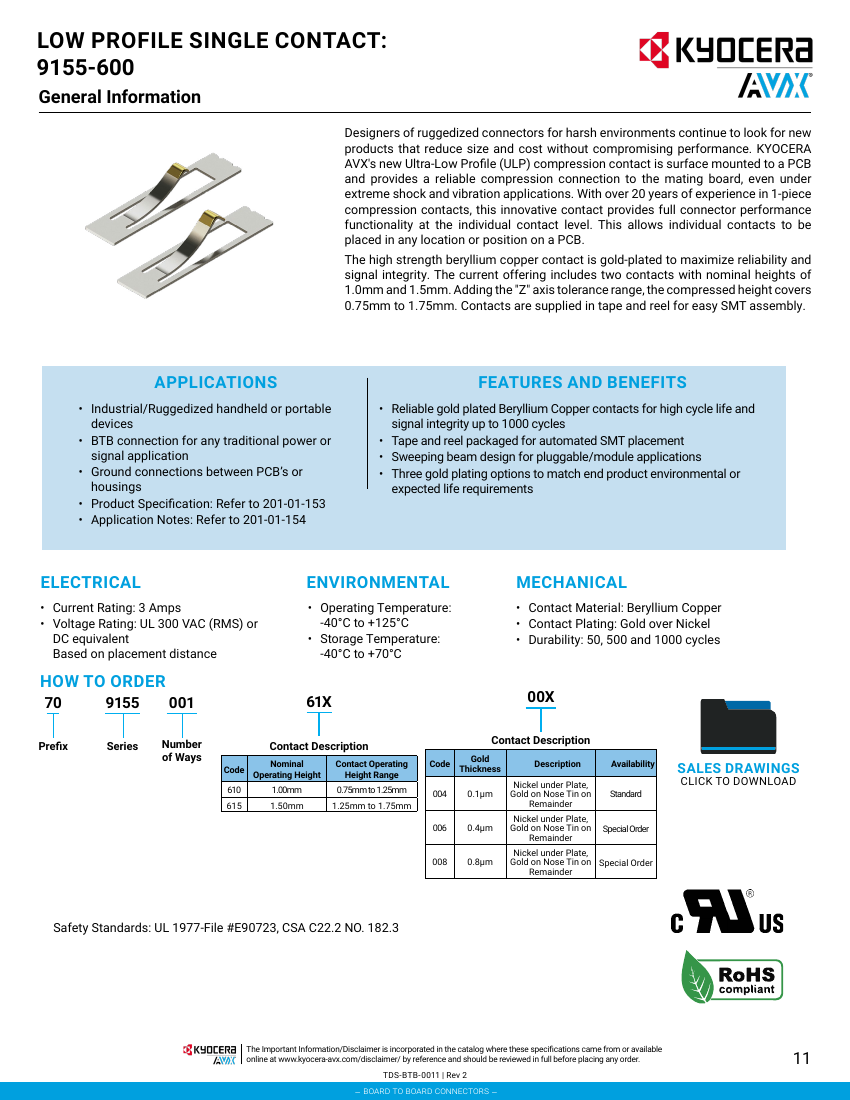 LOW PROFILE SINGLE CONTACT:
9155-600
General Information
KYOCERA
AVX
Designers of ruggedized connectors for harsh environments continue to look for new
products that reduce size and cost without compromising performance. KYOCERA
AVX's new Ultra-Low Profile (ULP) compression contact is surface mounted to a PCB
and provides a reliable compression connection to the mating board, even under
extreme shock and vibration applications. With over 20 years of experience in 1-piece
compression contacts, this innovative contact provides full connector performance
functionality at the individual contact level. This allows individual contacts to be
placed in any location or position on a PCB.
The high strength beryllium copper contact is gold-plated to maximize reliability and
signal integrity. The current offering includes two contacts with nominal heights of
1.0mm and 1.5mm. Adding the "Z" axis tolerance range, the compressed height covers
0.75mm to 1.75mm. Contacts are supplied in tape and reel for easy SMT assembly.
APPLICATIONS
• Industrial/Ruggedized handheld or portable
devices
• BTB connection for any traditional power or
signal application
• Ground connections between PCB's or
housings
• Product Specification: Refer to 201-01-153
• Application Notes: Refer to 201-01-154
FEATURES AND BENEFITS
• Reliable gold plated Beryllium Copper contacts for high cycle life and
signal integrity up to 1000 cycles
• Tape and reel packaged for automated SMT placement
• Sweeping beam design for pluggable/module applications
• Three gold plating options to match end product environmental or
expected life requirements
ELECTRICAL
• Current Rating: 3 Amps
• Voltage Rating: UL 300 VAC (RMS) or
DC equivalent
Based on placement distance
ENVIRONMENTAL
• Operating Temperature:
-40°C to +125°C
• Storage Temperature:
-40°C to +70°C
MECHANICAL
• Contact Material: Beryllium Copper
• Contact Plating: Gold over Nickel
• Durability: 50, 500 and 1000 cycles
HOW TO ORDER
70
Prefix
9155
Series
001
Number
of Ways
61X
Contact Description
Code Nominal Operating Height Contact Operating Height Range
610 1.00mm 0.75mm to 1.25mm
615 1.50mm 1.25mm to 1.75mm
00X
Contact Description
Code Gold Thickness Description Availability
004 0.1µm Nickel under Plate, Gold on Nose Tin on Remainder Standard
006 0.4µm Nickel under Plate, Gold on Nose Tin on Remainder Special Order
008 0.8µm Nickel under Plate, Gold on Nose Tin on Remainder Special Order
SALES DRAWINGS
CLICK TO DOWNLOAD
Safety Standards: UL 1977-File #E90723, CSA C22.2 NO. 182.3
C RU US ®
RoHS
compliant
KYOCERA
AVX
The Important Information/Disclaimer is incorporated in the catalog where these specifications came from or available
online at www.kyocera-avx.com/disclaimer/ by reference and should be reviewed in full before placing any order.
11
TDS-BTB-0011 | Rev 2
— BOARD TO BOARD CONNECTORS —